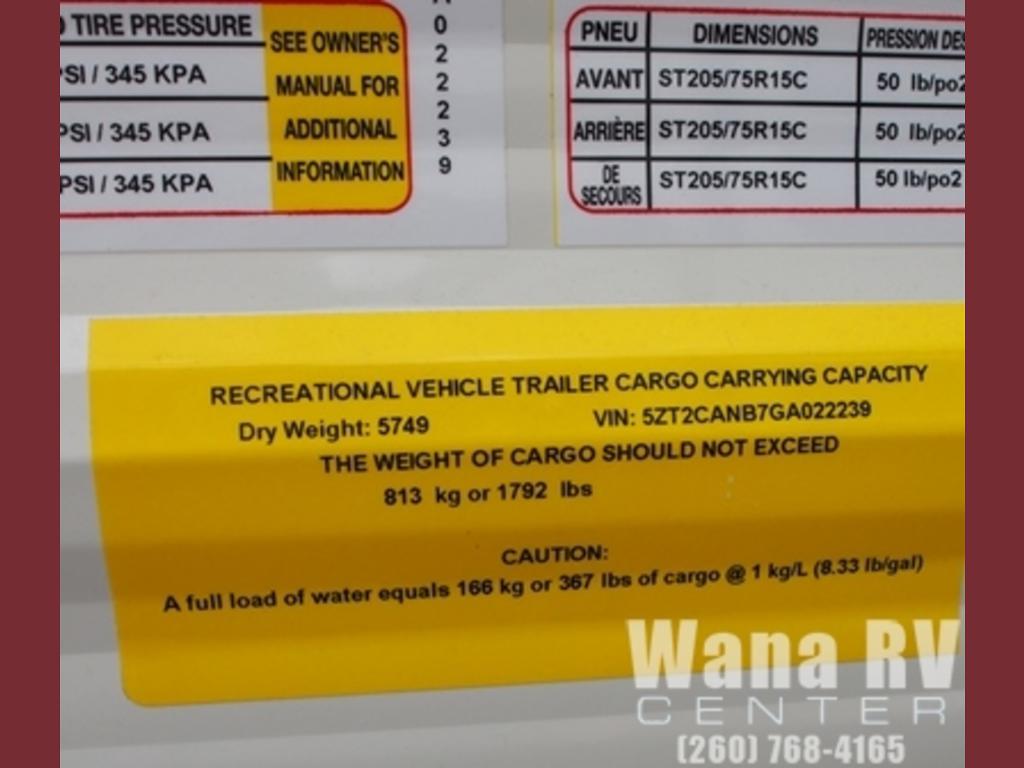 TIRE PRESSURE
PSI / 345 KPA
PSI / 345 KPA
PSI / 345 KPA
SEE OWNER'S
MANUAL FOR
ADDITIONAL
INFORMATION
0
2
2
2
3
9
PNEU DIMENSIONS PRESSION DES
AVANT ST205/75R15C 50 lb/po2
ARRIÈRE ST205/75R15C 50 lb/po2
DE SECOURS ST205/75R15C 50 lb/po2
RECREATIONAL VEHICLE TRAILER CARGO CARRYING CAPACITY
Dry Weight: 5749 VIN: 5ZT2CANB7GA022239
THE WEIGHT OF CARGO SHOULD NOT EXCEED
813 kg or 1792 lbs
CAUTION:
A full load of water equals 166 kg or 367 lbs of cargo @ 1 kg/L (8.33 lb/gal)
Wana RV
CENTER
(260) 768-4165